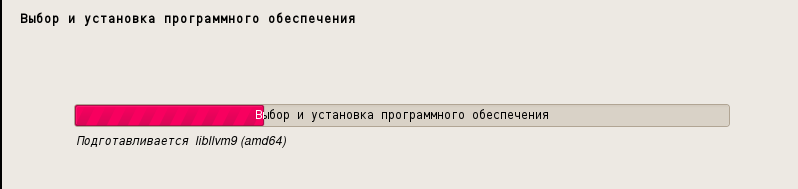 Выбор и установка программного обеспечения
Выбор и установка программного обеспечения
Подготавливается libllvm9 (amd64)